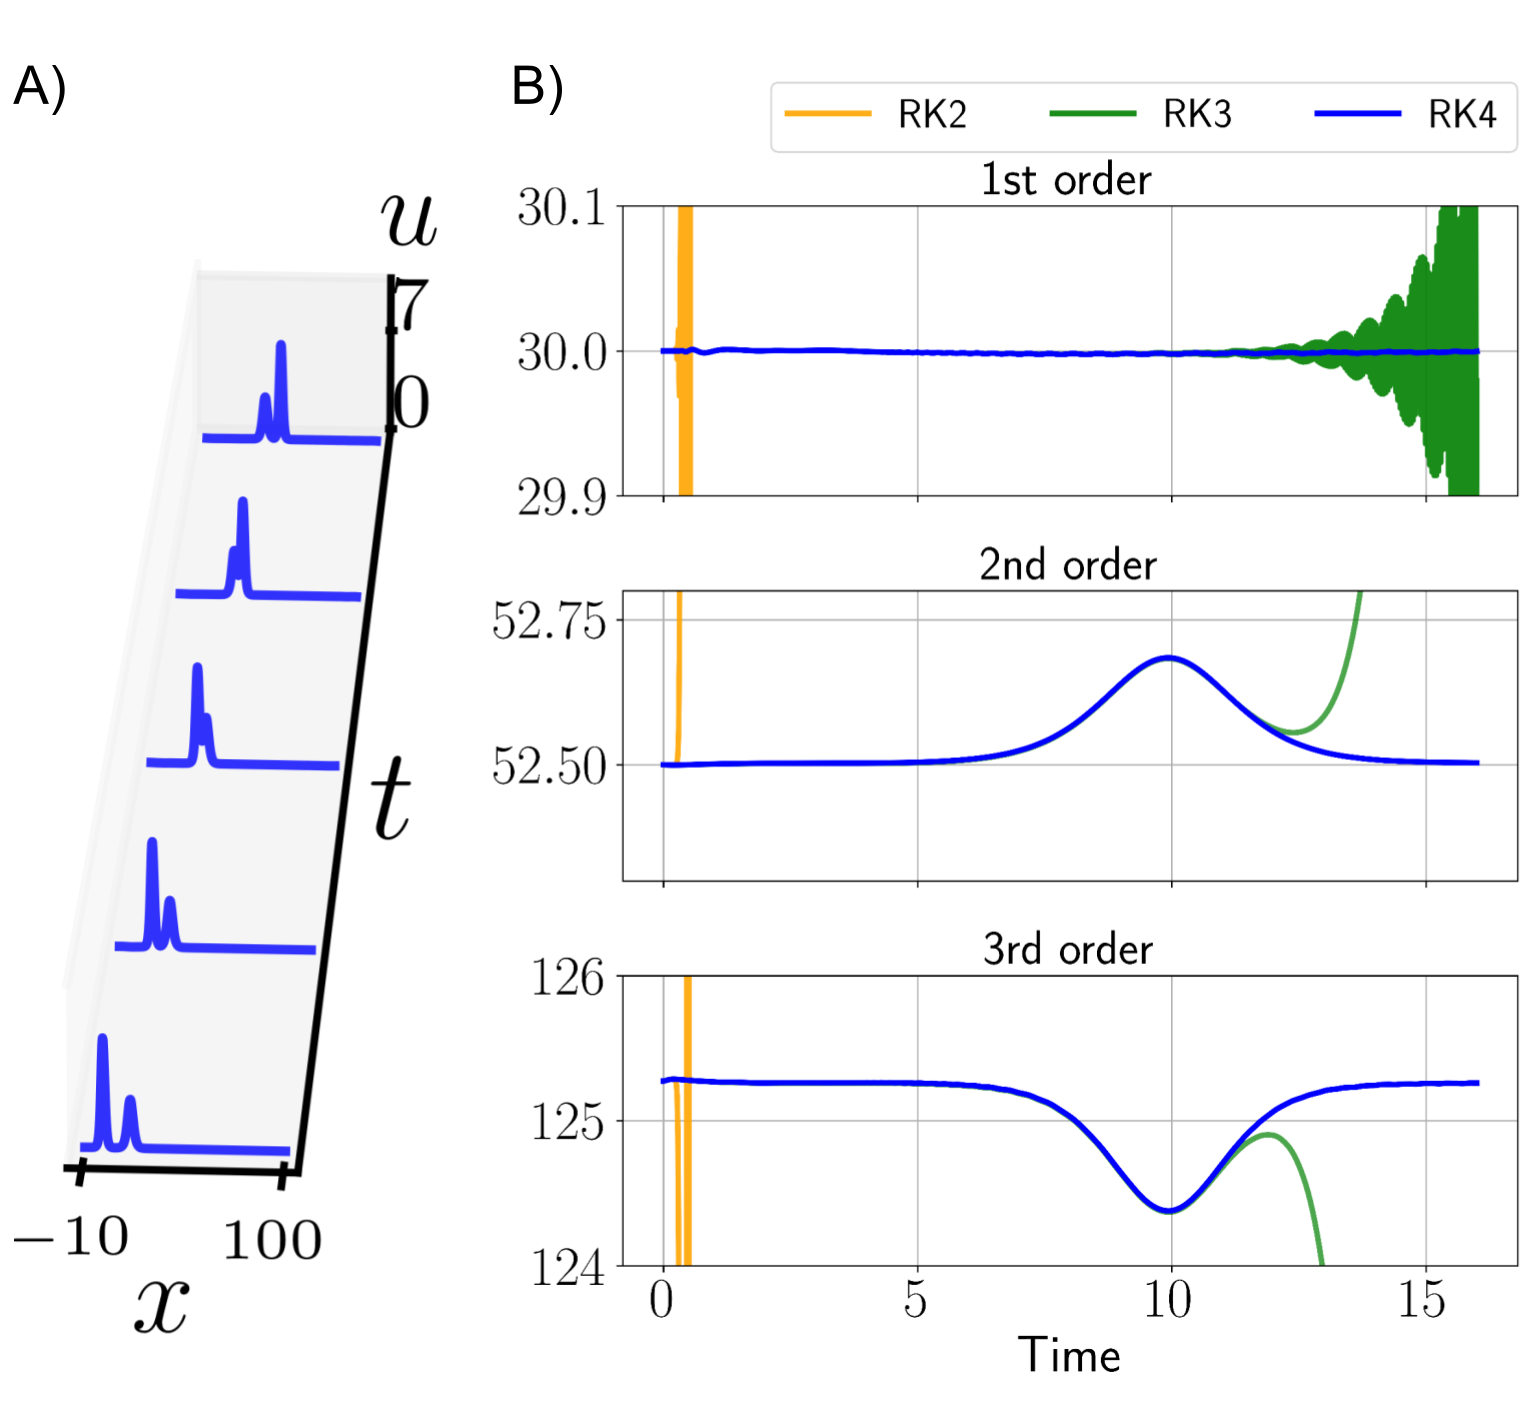 A)
u
7
0
t
−10
100
x
B)
RK2 RK3 RK4
1st order
30.1
30.0
29.9
2nd order
52.75
52.50
3rd order
126
125
124
0 5 10 15
Time